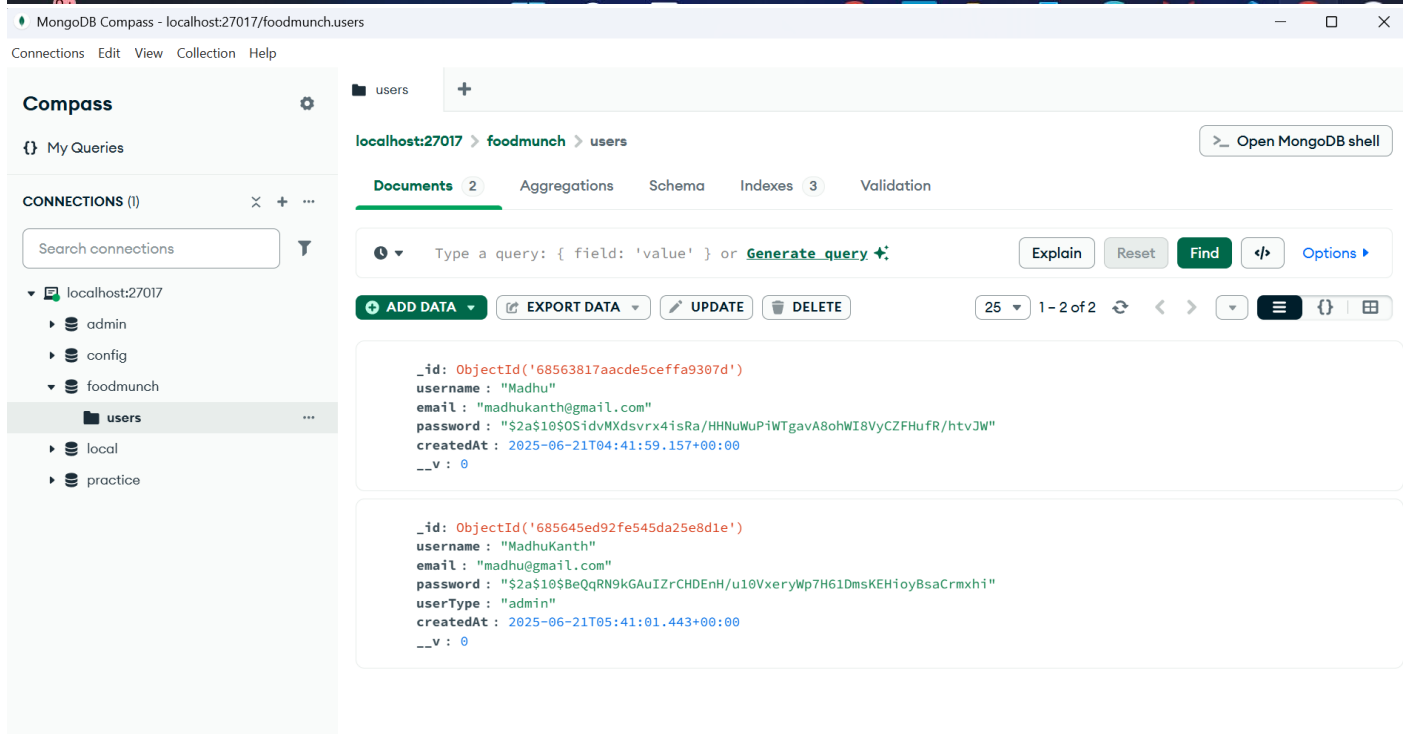 MongoDB Compass - localhost:27017/foodmunch.users
Connections Edit View Collection Help
Compass
{} My Queries
CONNECTIONS (1)
Search connections
localhost:27017
admin
config
foodmunch
users
local
practice
users
localhost:27017 > foodmunch > users
>_ Open MongoDB shell
Documents 2 Aggregations Schema Indexes 3 Validation
Type a query: { field: 'value' } or Generate query
Explain Reset Find </> Options
ADD DATA EXPORT DATA UPDATE DELETE 25 1 – 2 of 2 {}
_id: ObjectId('68563817aacde5ceffa9307d')
username : "Madhu"
email : "madhukanth@gmail.com"
password : "$2a$10$OSidvMXdsvrx4isRa/HHNuWuPiWTgavA8ohWI8VyCZFHufR/htvJW"
createdAt : 2025-06-21T04:41:59.157+00:00
__v : 0
_id: ObjectId('685645ed92fe545da25e8d1e')
username : "MadhuKanth"
email : "madhu@gmail.com"
password : "$2a$10$BeQqRN9kGAuIZrCHDEnH/u10VxeryWp7H61DmsKEHioyBsaCrmxhi"
userType : "admin"
createdAt : 2025-06-21T05:41:01.443+00:00
__v : 0